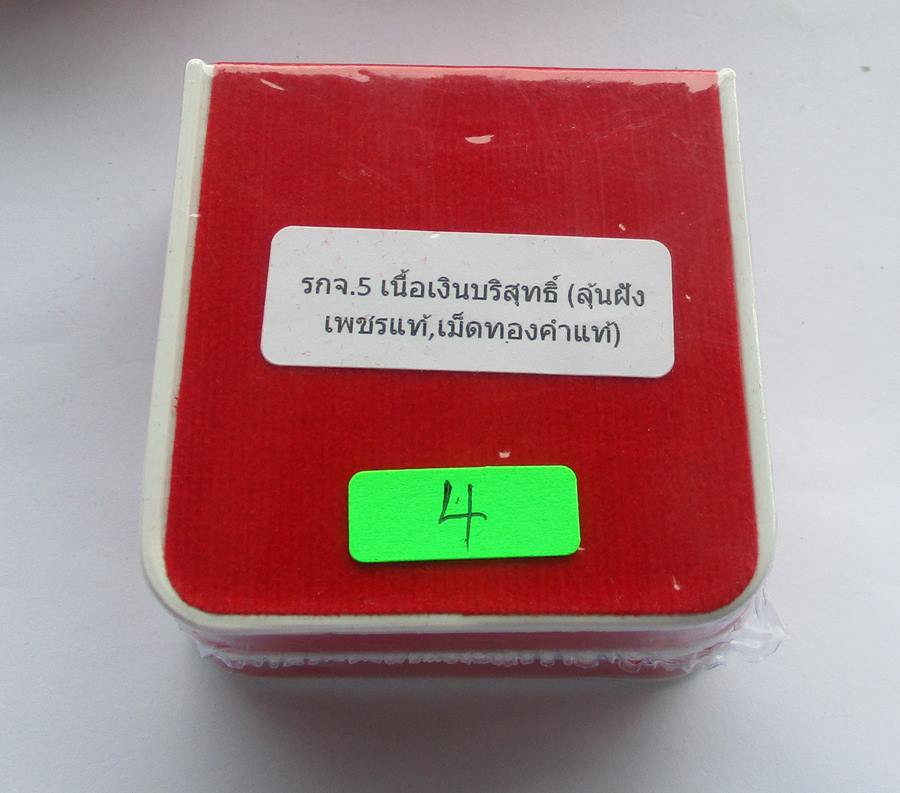 รกจ.5 เนื้อเงินบริสุทธิ์ (ลุ้นฝัง
เพชรแท้,เม็ดทองคำแท้)
4